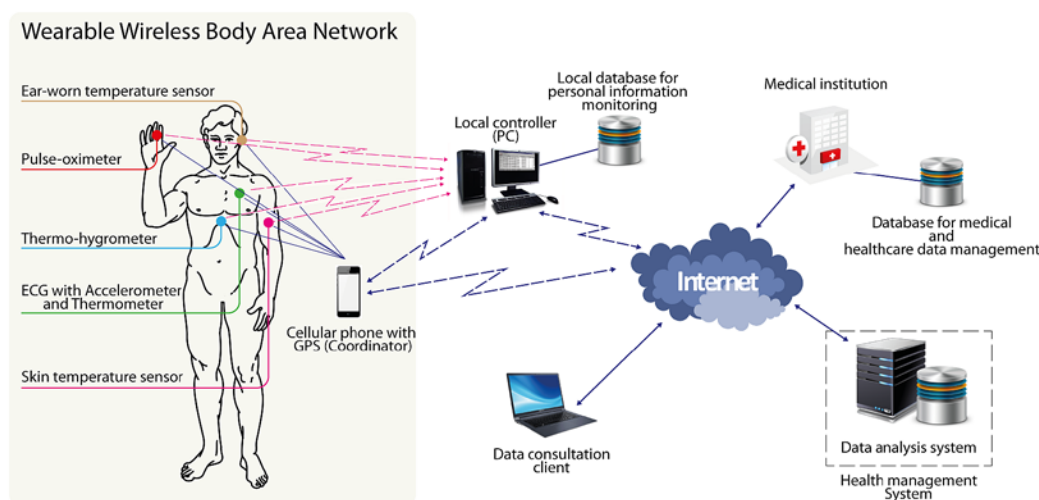 Wearable Wireless Body Area Network
Ear-worn temperature sensor
Pulse-oximeter
Thermo-hygrometer
ECG with Accelerometer
and Thermometer
Skin temperature sensor
Cellular phone with
GPS (Coordinator)
Local controller
(PC)
Local database for
personal information
monitoring
Medical institution
Database for medical
and
healthcare data management
Internet
Data consultation
client
Data analysis system
Health management
System